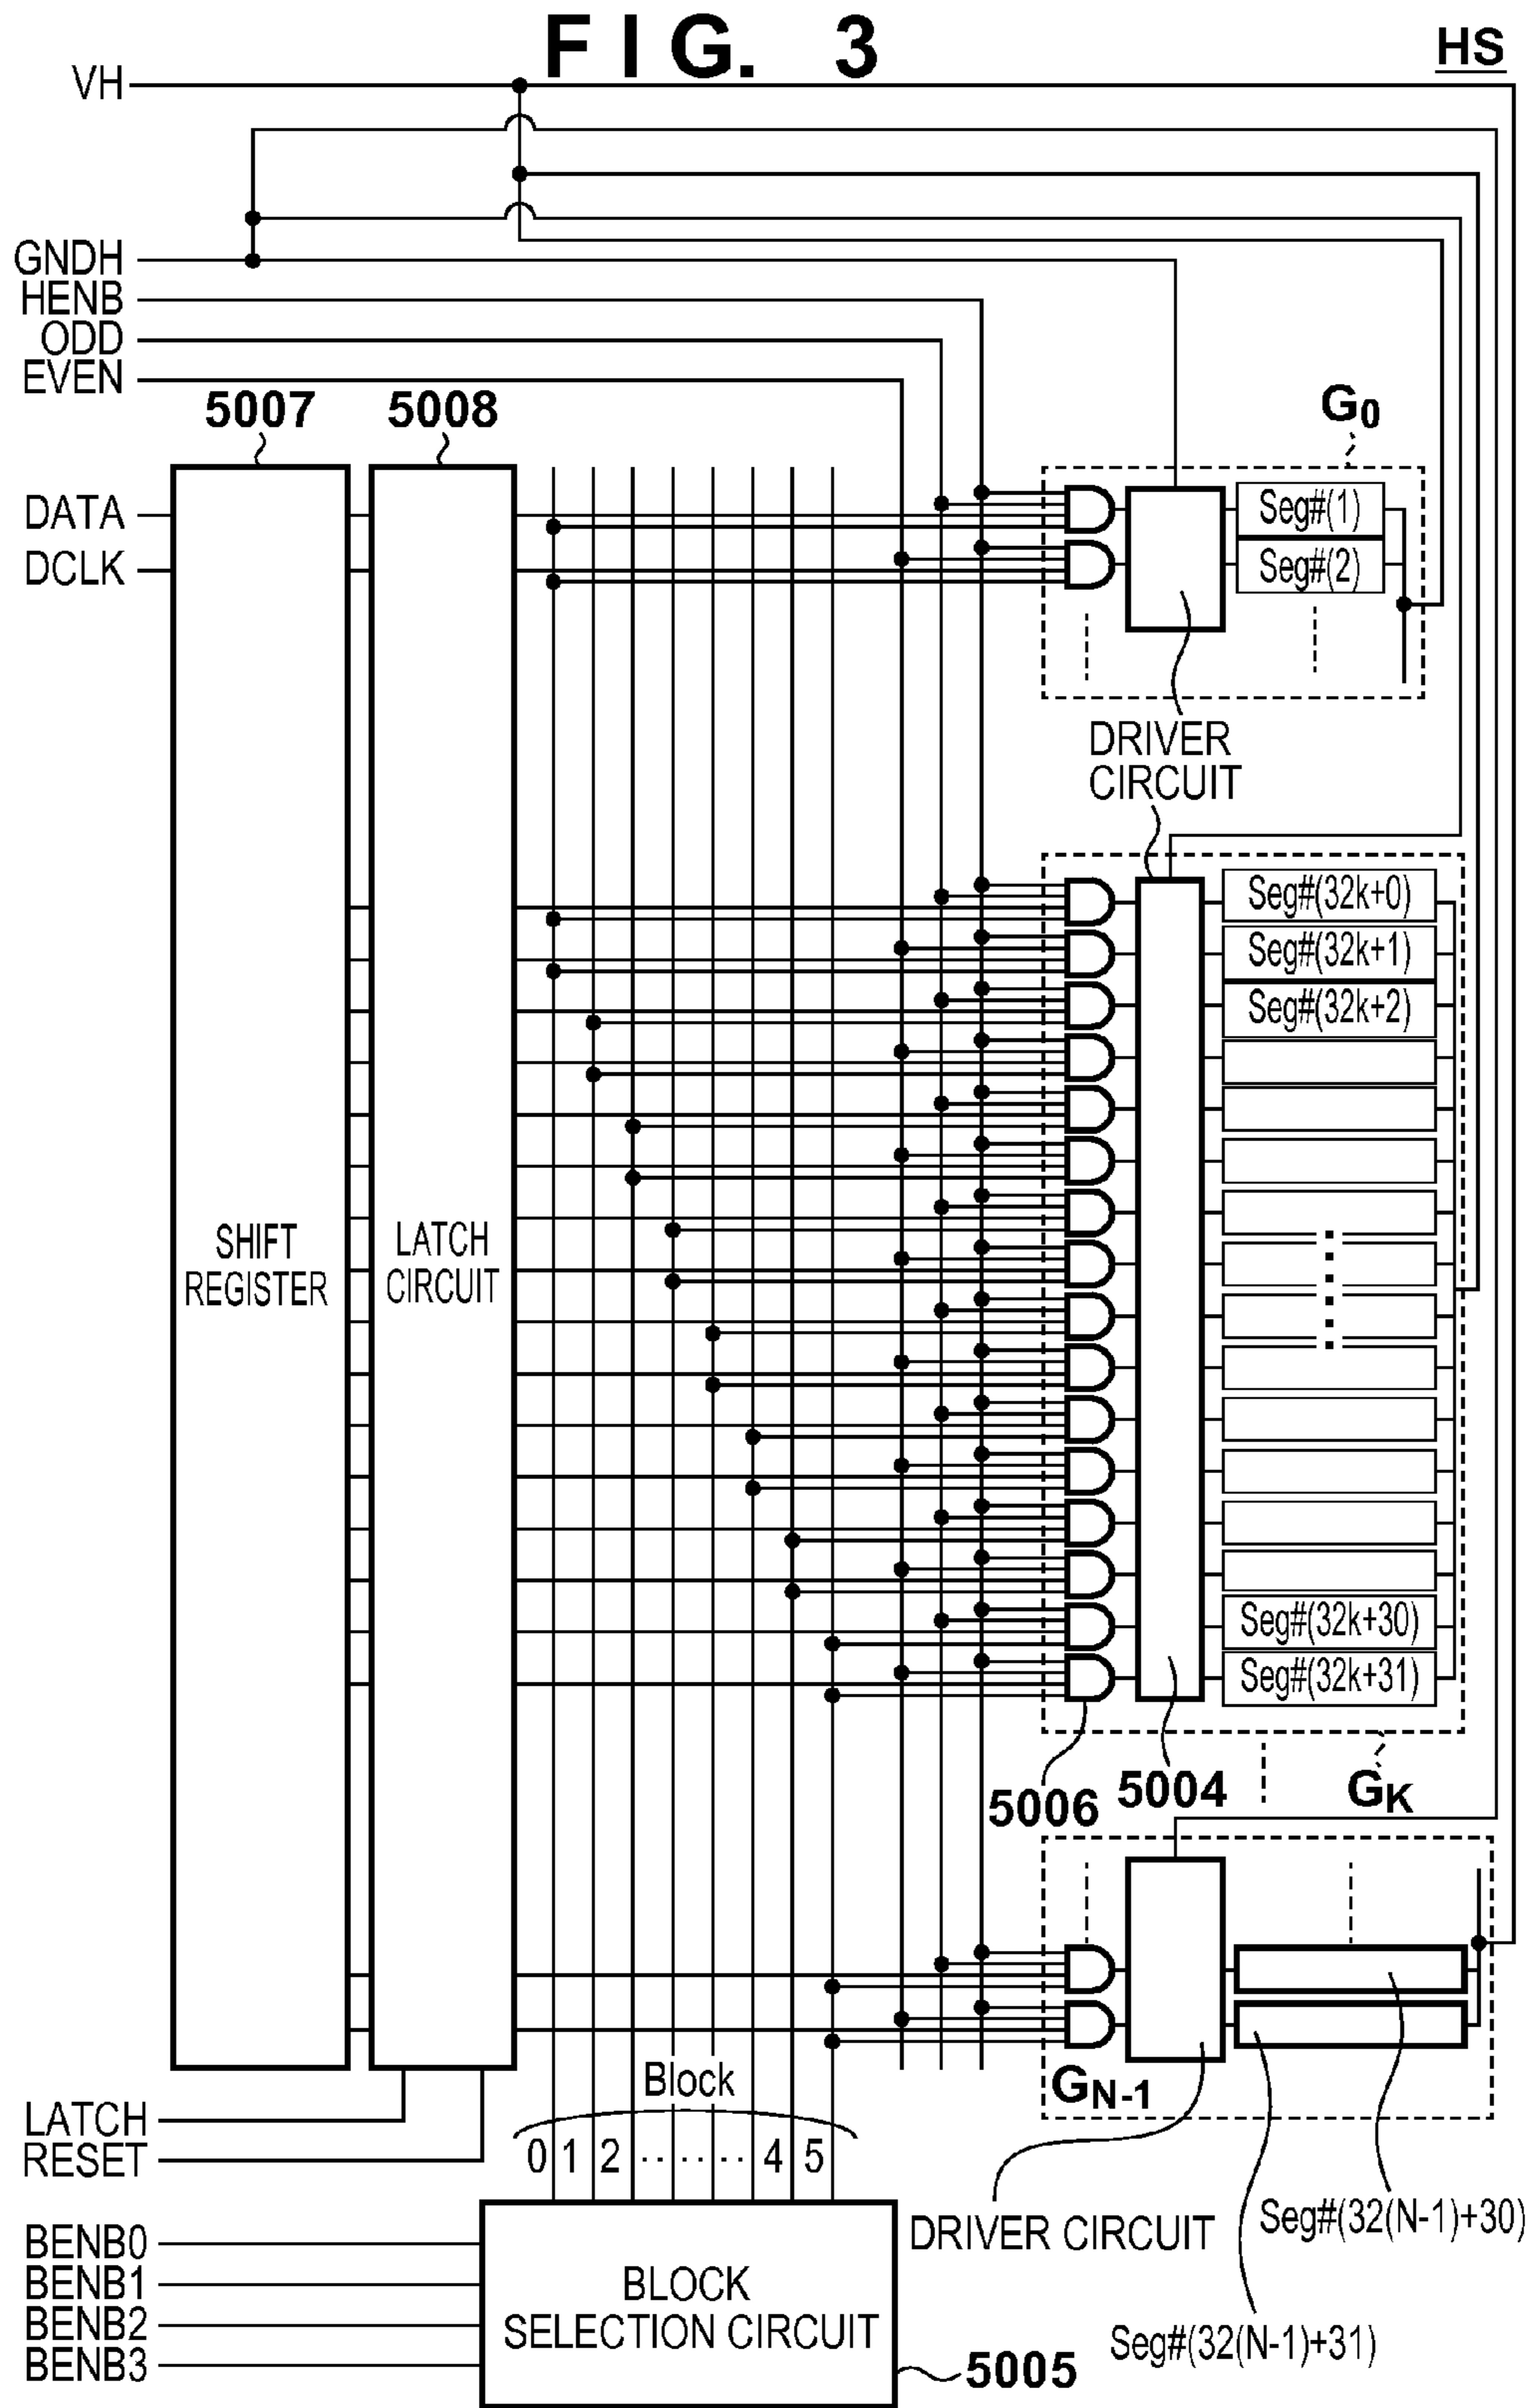 FIG. 3
HS
VH
GNDH
HENB
ODD
EVEN
5007
5008
G0
DATA
DCLK
Seg#(1)
Seg#(2)
DRIVER
CIRCUIT
Seg#(32k+0)
Seg#(32k+1)
Seg#(32k+2)
SHIFT
REGISTER
LATCH
CIRCUIT
Seg#(32k+30)
Seg#(32k+31)
5006
5004
GK
GN-1
Block
LATCH
RESET
0 1 2 ······· 4 5
DRIVER CIRCUIT
Seg#(32(N-1)+30)
BENB0
BENB1
BENB2
BENB3
BLOCK
SELECTION CIRCUIT
Seg#(32(N-1)+31)
5005